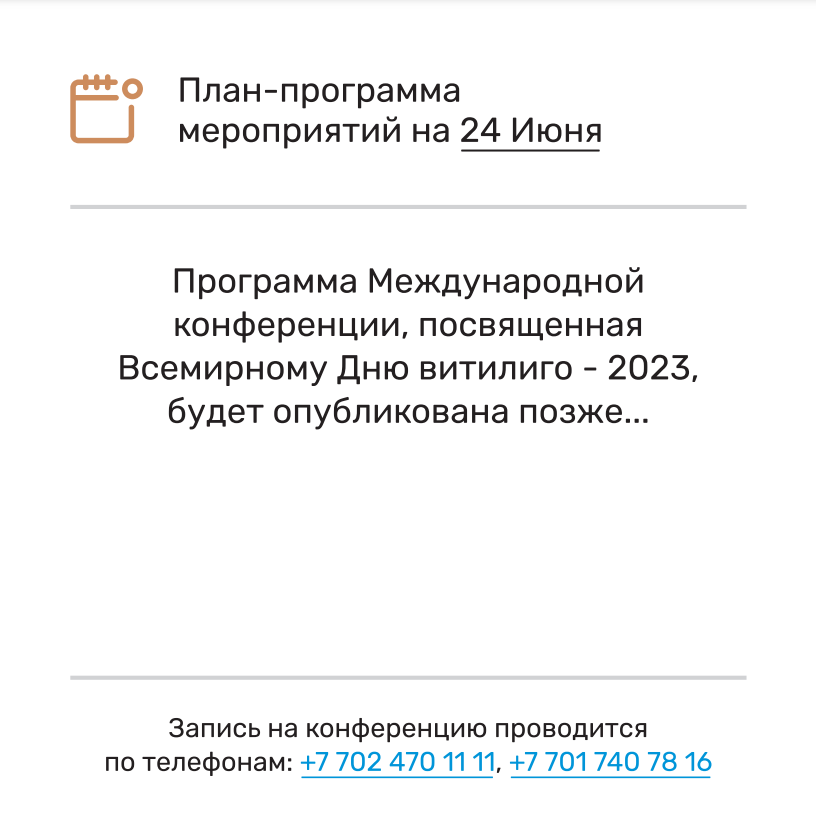 План-программа
мероприятий на 24 Июня
Программа Международной
конференции, посвященная
Всемирному Дню витилиго - 2023,
будет опубликована позже...
Запись на конференцию проводится
по телефонам: +7 702 470 11 11, +7 701 740 78 16